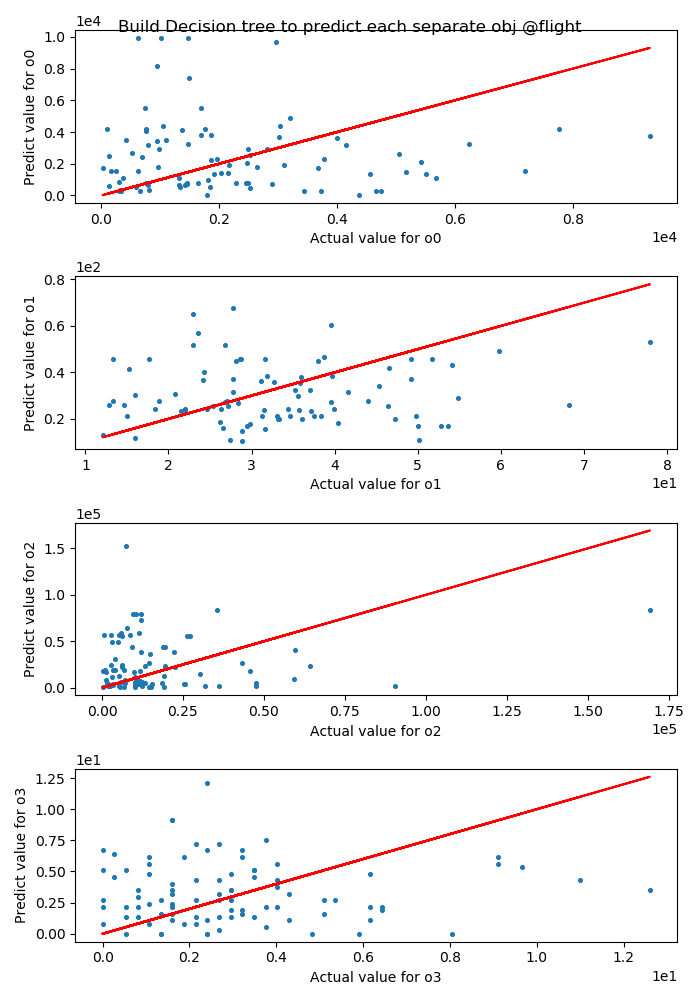 Build Decision tree to predict each separate obj @flight
1e4
1.0
0.8
0.6
0.4
0.2
0.0
Predict value for o0
0.0 0.2 0.4 0.6 0.8
Actual value for o0
1e4
1e2
0.8
0.6
0.4
0.2
Predict value for o1
1 2 3 4 5 6 7 8
Actual value for o1
1e1
1e5
1.5
1.0
0.5
0.0
Predict value for o2
0.00 0.25 0.50 0.75 1.00 1.25 1.50 1.75
Actual value for o2
1e5
1e1
1.25
1.00
0.75
0.50
0.25
0.00
Predict value for o3
0.0 0.2 0.4 0.6 0.8 1.0 1.2
Actual value for o3
1e1